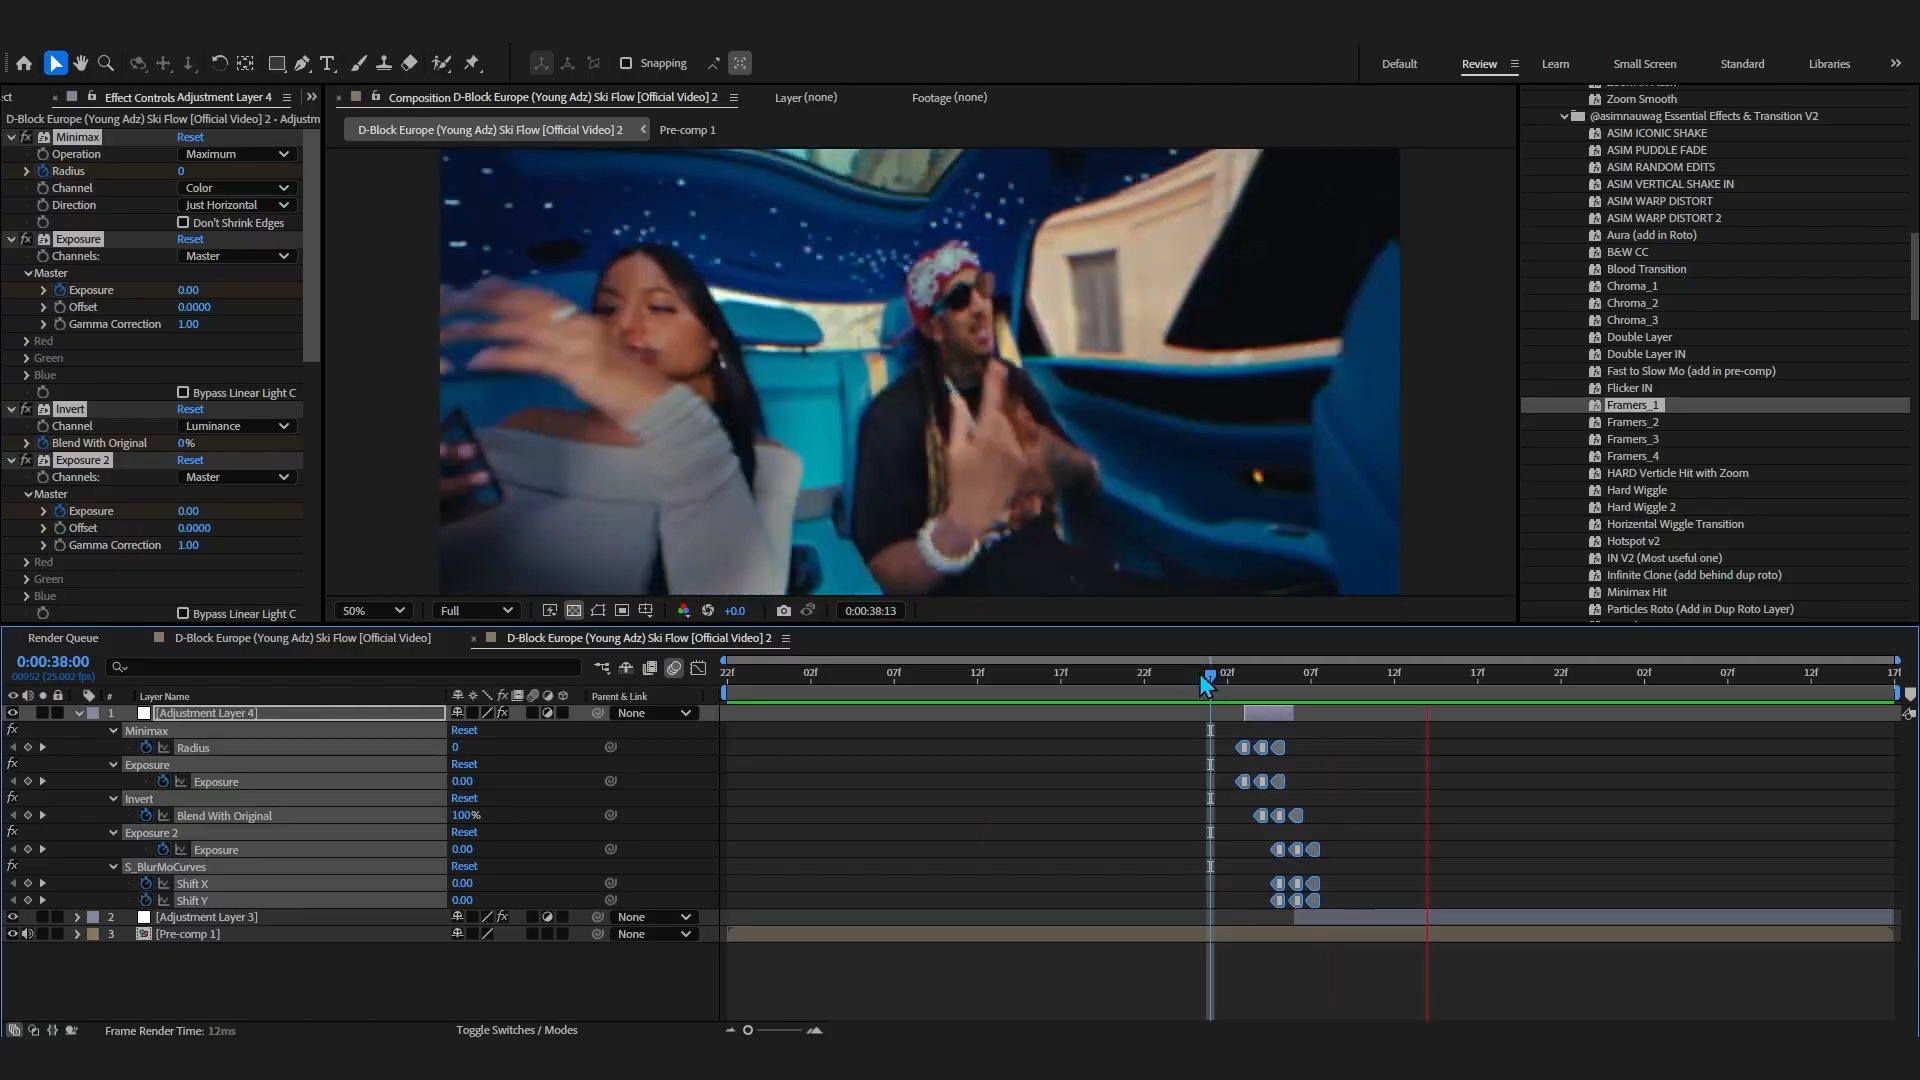 Snapping
Default
Review
Learn
Small Screen
Standard
Libraries
ct
Effect Controls Adjustment Layer 4
Composition D-Block Europe (Young Adz) Ski Flow [Official Video] 2
Layer (none)
Footage (none)
D-Block Europe (Young Adz) Ski Flow [Official Video] 2 • Adjustm
D-Block Europe (Young Adz) Ski Flow [Official Video] 2
Pre-comp 1
fx Minimax Reset
Operation Maximum
Radius 0
Channel Color
Direction Just Horizontal
Don't Shrink Edges
fx Exposure Reset
Channels: Master
Master
Exposure 0.00
Offset 0.0000
Gamma Correction 1.00
Red
Green
Blue
Bypass Linear Light C
fx Invert Reset
Channel Luminance
Blend With Original 0%
fx Exposure 2 Reset
Channels: Master
Master
Exposure 0.00
Offset 0.0000
Gamma Correction 1.00
Red
Green
Blue
Bypass Linear Light C
50%
Full
+0.0
0:00:38:13
Zoom Smooth
@asimnauwag Essential Effects & Transition V2
ASIM ICONIC SHAKE
ASIM PUDDLE FADE
ASIM RANDOM EDITS
ASIM VERTICAL SHAKE IN
ASIM WARP DISTORT
ASIM WARP DISTORT 2
Aura (add in Roto)
B&W CC
Blood Transition
Chroma_1
Chroma_2
Chroma_3
Double Layer
Double Layer IN
Fast to Slow Mo (add in pre-comp)
Flicker IN
Framers_1
Framers_2
Framers_3
Framers_4
HARD Verticle Hit with Zoom
Hard Wiggle
Hard Wiggle 2
Horizental Wiggle Transition
Hotspot v2
IN V2 (Most useful one)
Infinite Clone (add behind dup roto)
Minimax Hit
Particles Roto (Add in Dup Roto Layer)
Render Queue
D-Block Europe (Young Adz) Ski Flow [Official Video]
D-Block Europe (Young Adz) Ski Flow [Official Video] 2
0:00:38:00
00952 (25.002 fps)
22f 02f 07f 12f 17f 22f 02f 07f 12f 17f 22f 02f 07f 12f 17f
# Layer Name fx Parent & Link
1 [Adjustment Layer 4] fx None
fx Minimax Reset
Radius 0
fx Exposure Reset
Exposure 0.00
fx Invert Reset
Blend With Original 100%
fx Exposure 2 Reset
Exposure 0.00
fx S_BlurMoCurves Reset
Shift X 0.00
Shift Y 0.00
2 [Adjustment Layer 3] fx None
3 [Pre-comp 1] None
Frame Render Time: 12ms
Toggle Switches / Modes